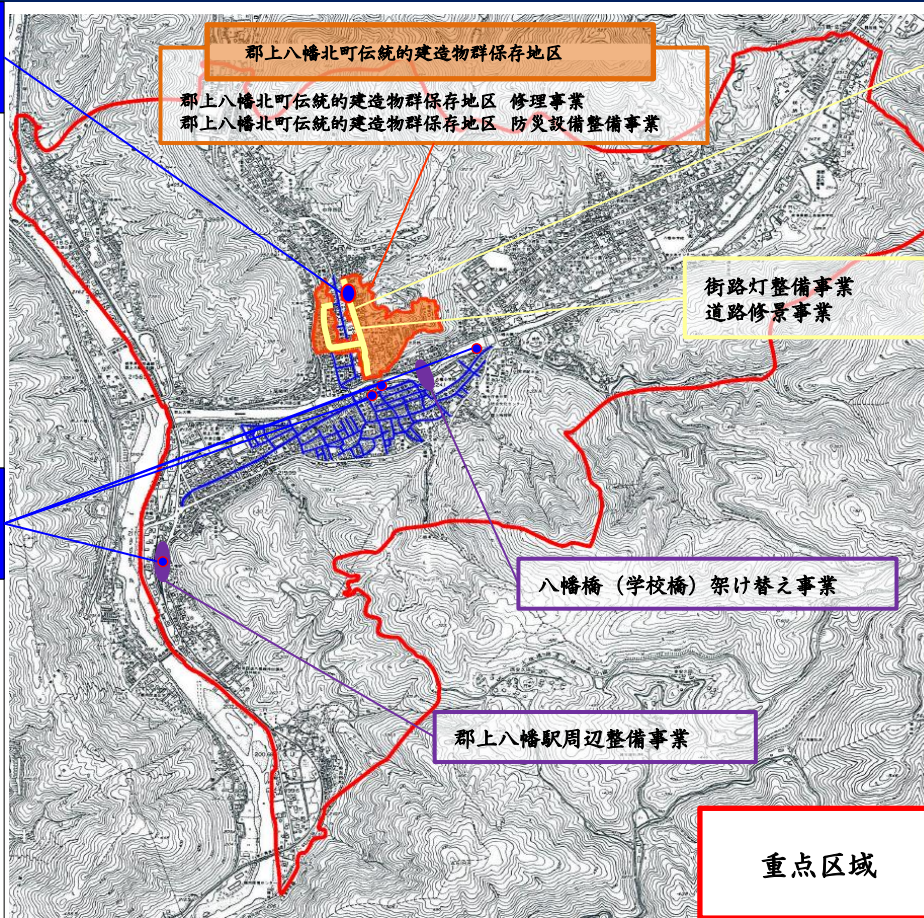 郡上八幡北町伝統的建造物群保存地区
郡上八幡北町伝統的建造物群保存地区 修理事業
郡上八幡北町伝統的建造物群保存地区 防災設備整備事業
街路灯整備事業
道路修景事業
八幡橋（学校橋）架け替え事業
郡上八幡駅周辺整備事業
重点区域